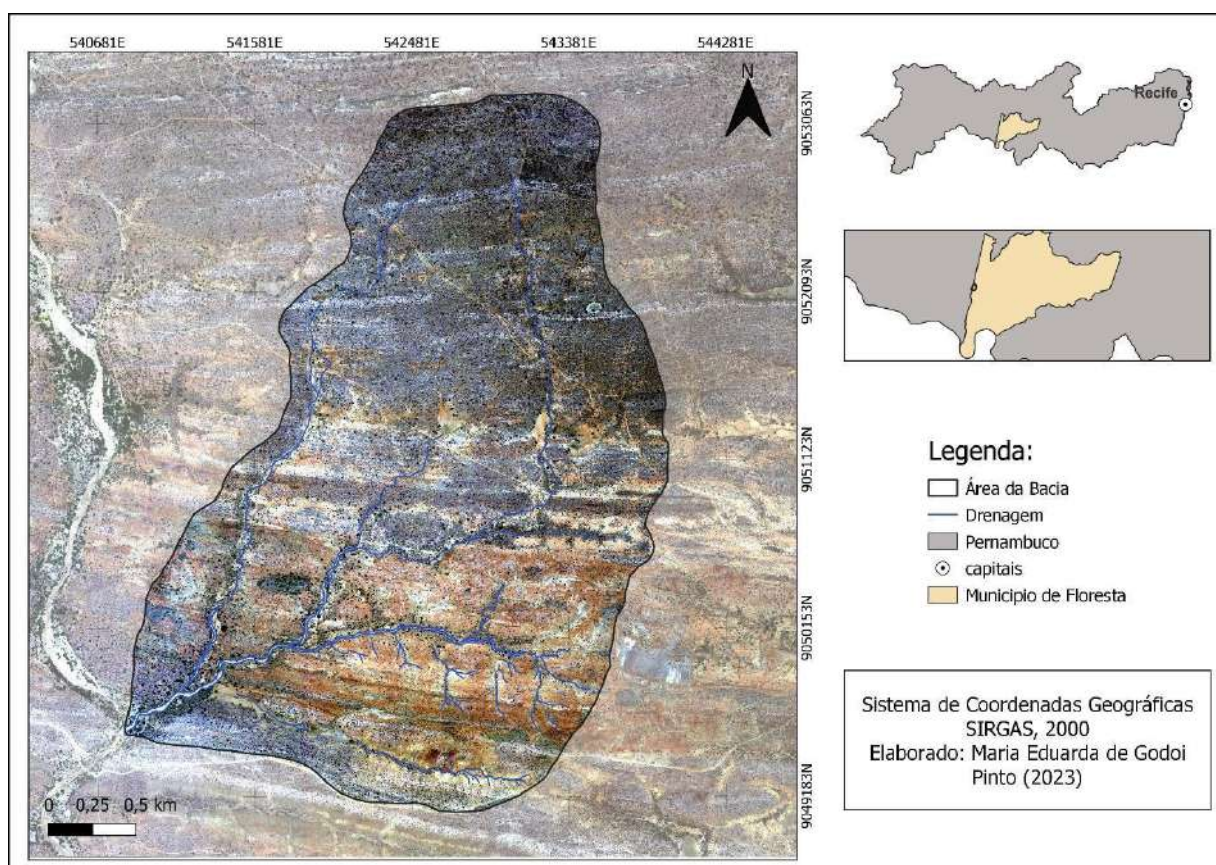 540681E 541581E 542481E 543381E 544281E
N
9053063N
9052093N
9051123N
9050153N
9049183N
0 0,25 0,5 km
Recife
Legenda:
Área da Bacia
Drenagem
Pernambuco
capitais
Municipio de Floresta
Sistema de Coordenadas Geográficas
SIRGAS, 2000
Elaborado: Maria Eduarda de Godoi
Pinto (2023)